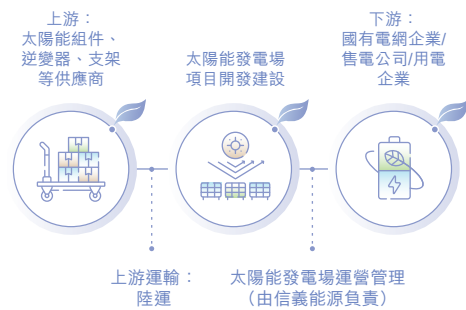 上游：
太陽能組件、
逆變器、支架
等供應商
太陽能發電場
項目開發建設
下游：
國有電網企業/
售電公司/用電
企業
上游運輸：
陸運
太陽能發電場運營管理
（由信義能源負責）